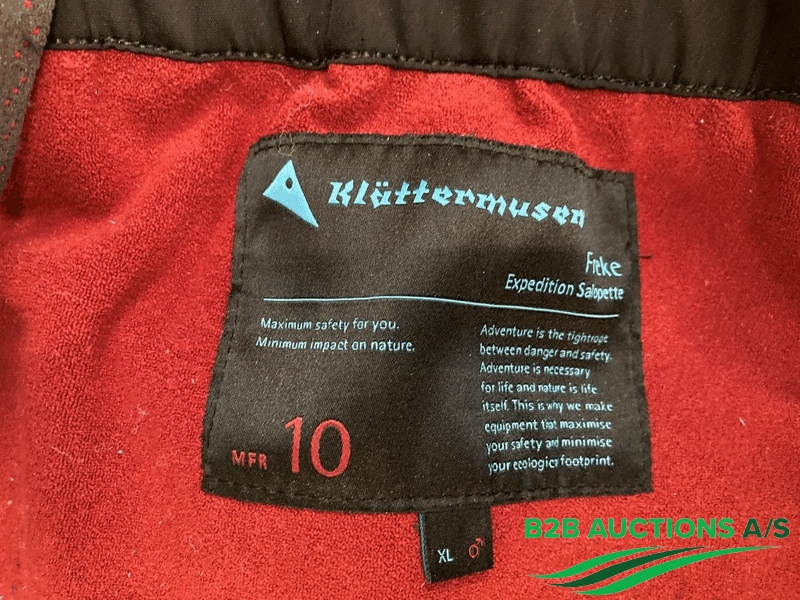 Klättermusen
Freke
Expedition Salopette
Maximum safety for you.
Minimum impact on nature.
Adventure is the tightrope
between danger and safety.
Adventure is necessary
for life and nature is life
itself. This is why we make
equipment that maximise
your safety and minimise
your ecologic footprint.
MFR 10
XL ♂
B2B AUCTIONS A/S